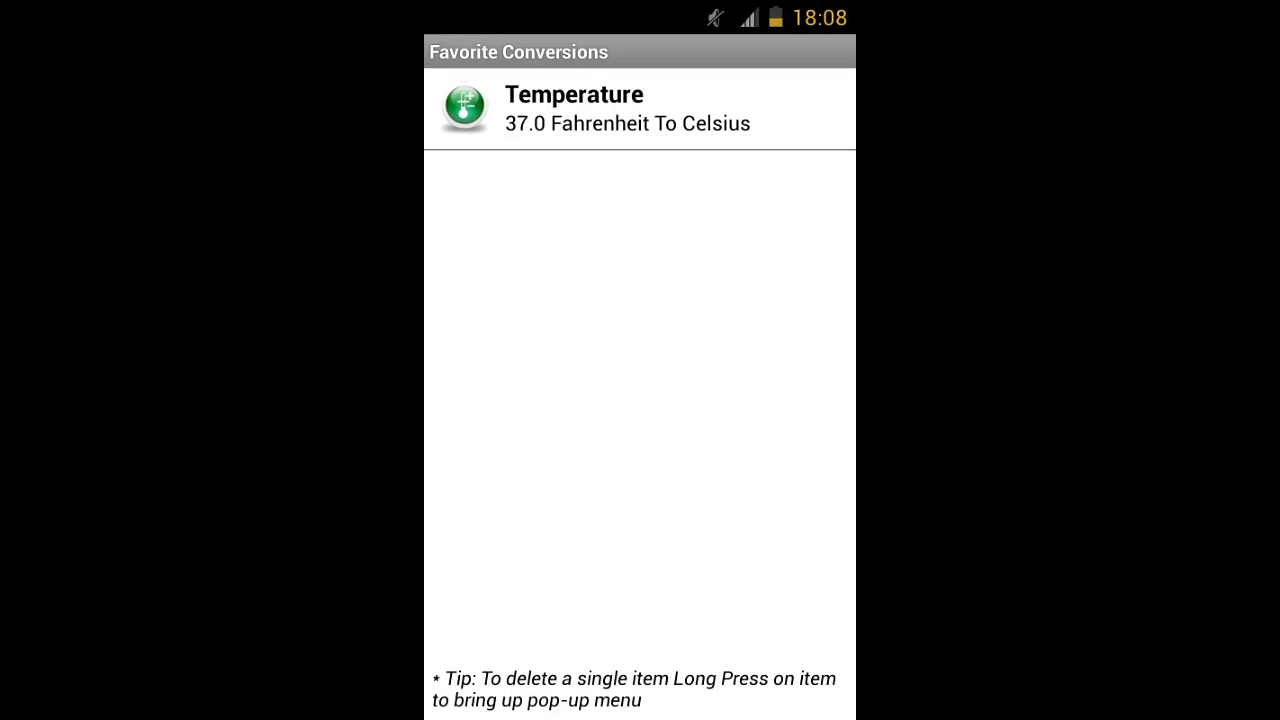 18:08
Favorite Conversions
Temperature
37.0 Fahrenheit To Celsius
* Tip: To delete a single item Long Press on item
to bring up pop-up menu